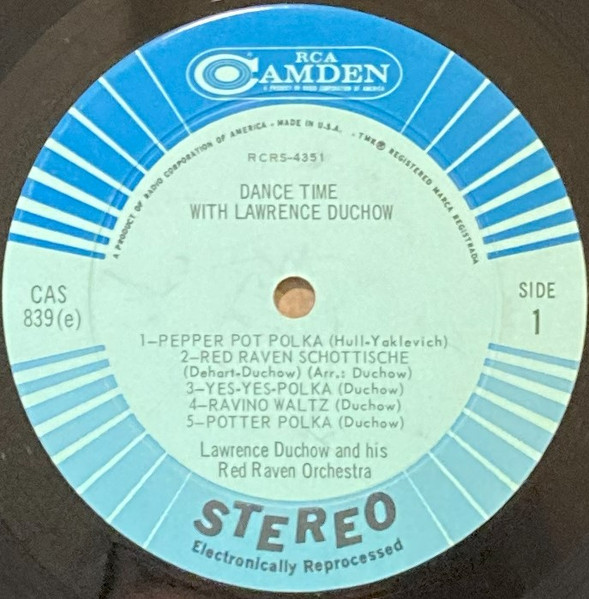 RCA
CAMDEN
A PRODUCT OF RADIO CORPORATION OF AMERICA
A PRODUCT OF RADIO CORPORATION OF AMERICA - MADE IN U.S.A. - TMK® REGISTERED MARCA REGISTRADA
RCRS-4351
DANCE TIME
WITH LAWRENCE DUCHOW
CAS
839(e)
SIDE
1
1–PEPPER POT POLKA (Hull-Yaklevich)
2–RED RAVEN SCHOTTISCHE
(Dehart-Duchow) (Arr.: Duchow)
3–YES-YES-POLKA (Duchow)
4–RAVINO WALTZ (Duchow)
5–POTTER POLKA (Duchow)
Lawrence Duchow and his
Red Raven Orchestra
STEREO
Electronically Reprocessed